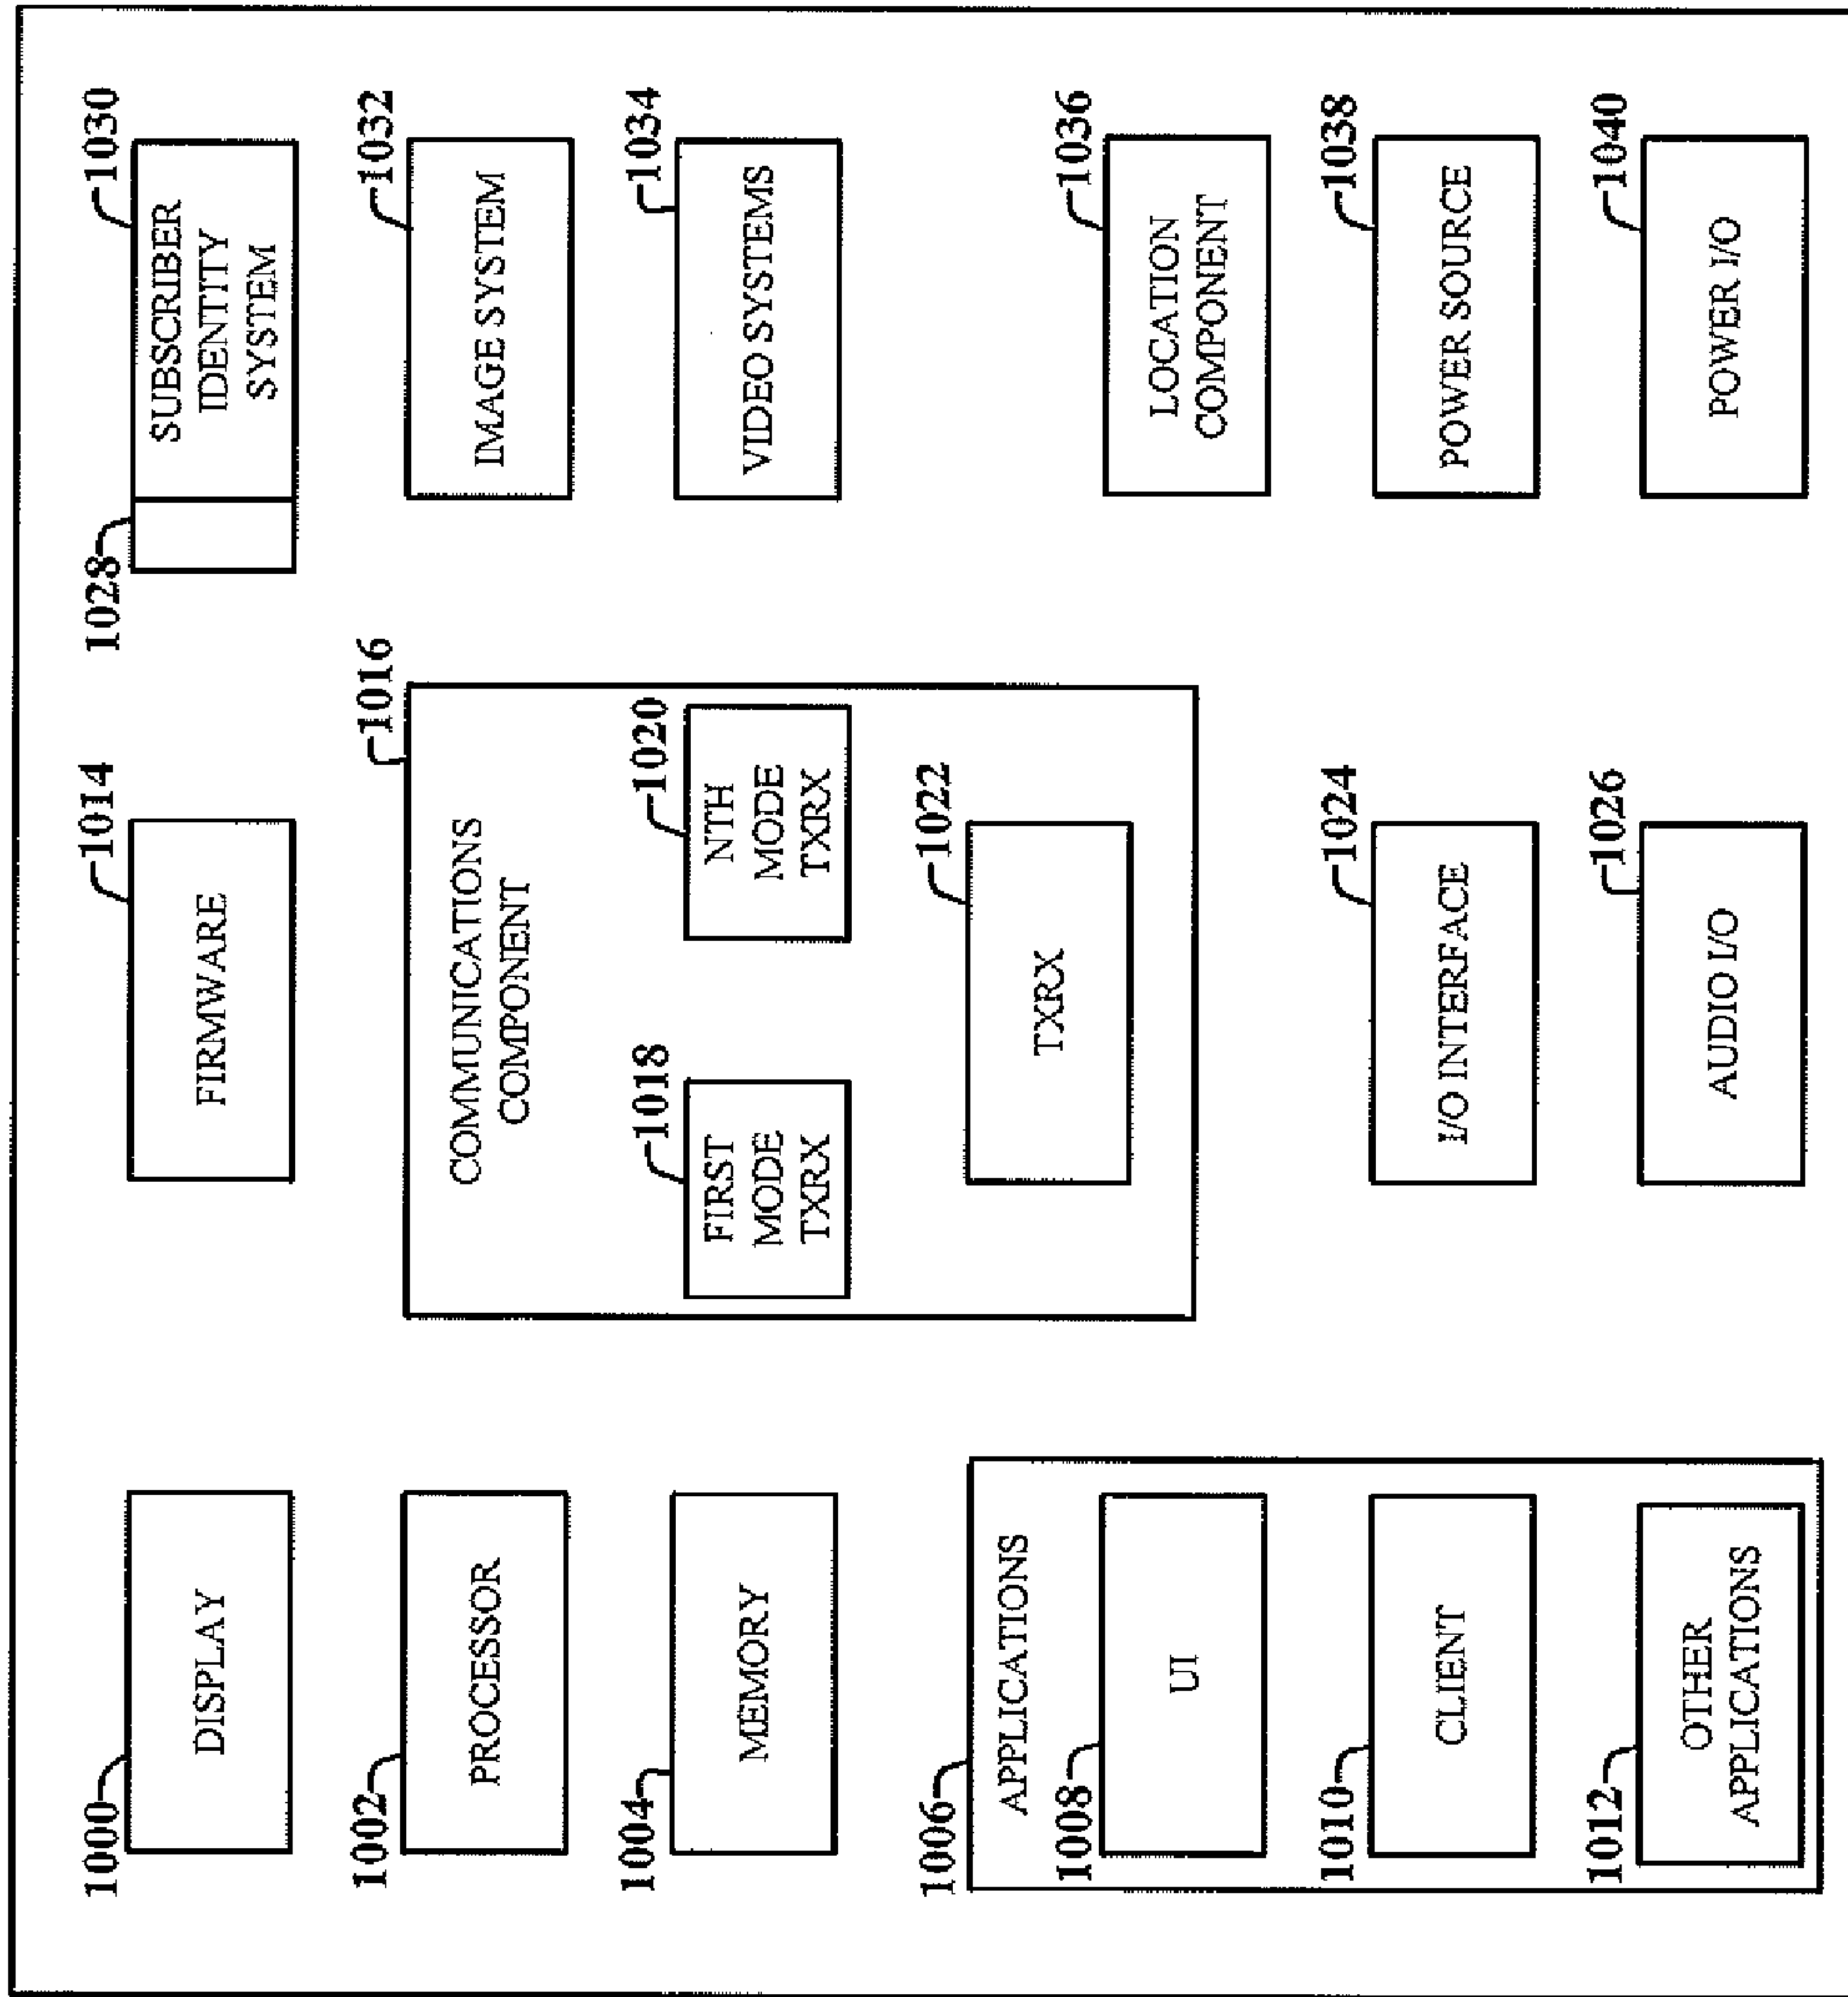 1000
DISPLAY
1002
PROCESSOR
1004
MEMORY
1006
APPLICATIONS
1008
UI
1010
CLIENT
1012
OTHER
APPLICATIONS
1014
FIRMWARE
1016
COMMUNICATIONS
COMPONENT
1018
FIRST
MODE
TXRX
1020
NTH
MODE
TXRX
1022
TXRX
1024
I/O INTERFACE
1026
AUDIO I/O
1028
1030
SUBSCRIBER
IDENTITY
SYSTEM
1032
IMAGE SYSTEM
1034
VIDEO SYSTEMS
1036
LOCATION
COMPONENT
1038
POWER SOURCE
1040
POWER I/O